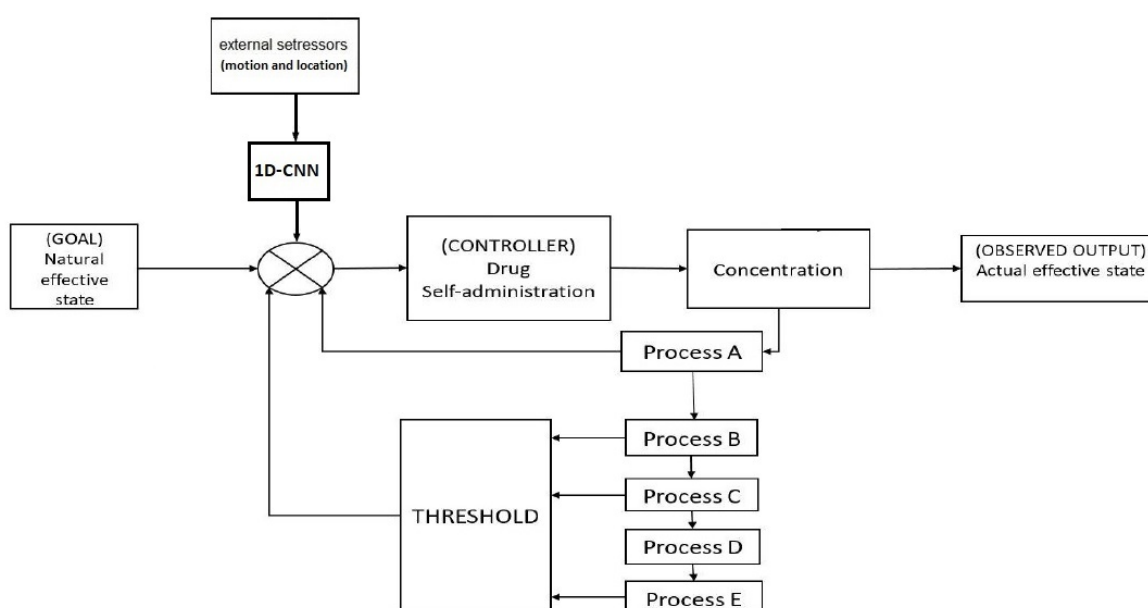 external setressors
(motion and location)
1D-CNN
(GOAL)
Natural
effective
state
(CONTROLLER)
Drug
Self-administration
Concentration
(OBSERVED OUTPUT)
Actual effective state
Process A
Process B
Process C
THRESHOLD
Process D
Process E